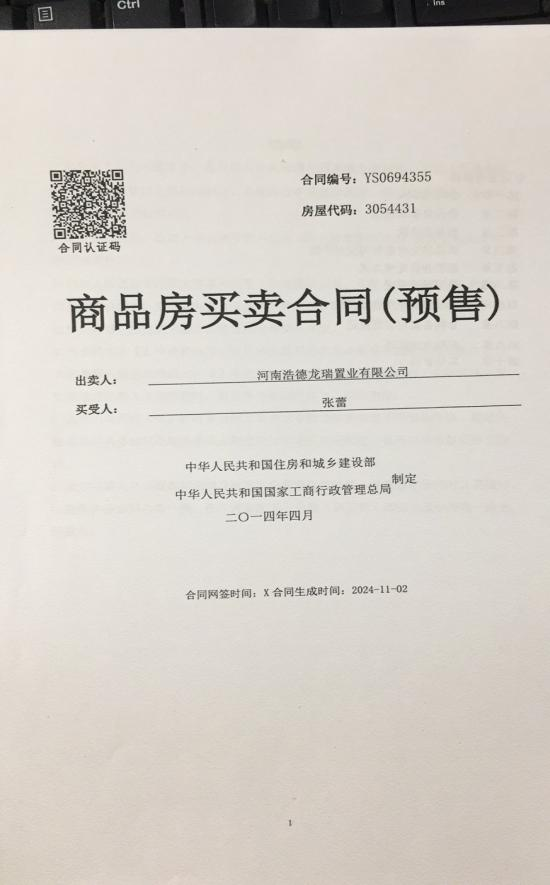 Ctrl
Ins
合同编号：YS0694355
房屋代码：3054431
合同认证码
商品房买卖合同(预售)
出卖人： 河南浩德龙瑞置业有限公司
买受人： 张蕾
中华人民共和国住房和城乡建设部
中华人民共和国国家工商行政管理总局 制定
二〇一四年四月
合同网签时间：X 合同生成时间：2024-11-02
1